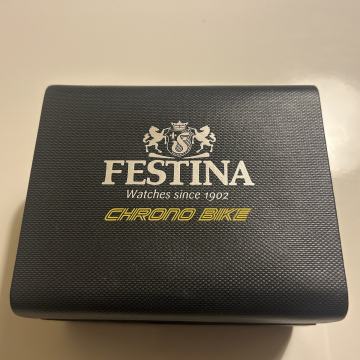 FESTINA
Watches since 1902
CHRONO BIKE